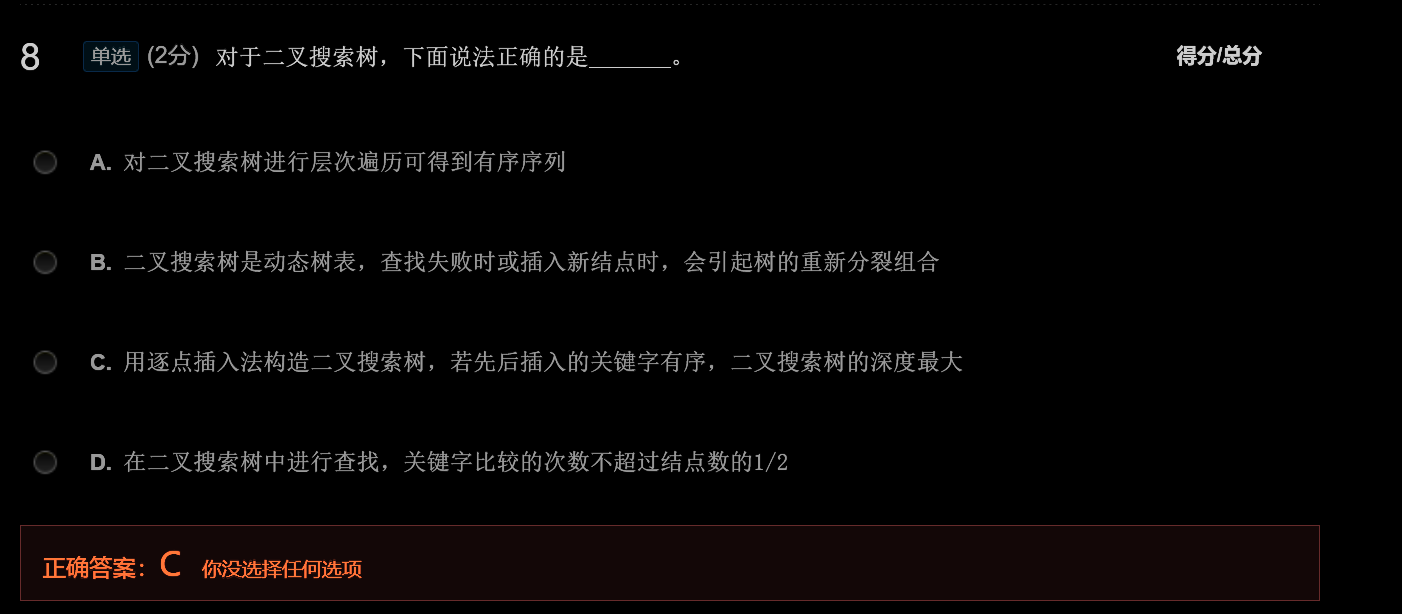 8 单选 (2分) 对于二叉搜索树，下面说法正确的是_______。 得分/总分
A. 对二叉搜索树进行层次遍历可得到有序序列
B. 二叉搜索树是动态树表，查找失败时或插入新结点时，会引起树的重新分裂组合
C. 用逐点插入法构造二叉搜索树，若先后插入的关键字有序，二叉搜索树的深度最大
D. 在二叉搜索树中进行查找，关键字比较的次数不超过结点数的1/2
正确答案：C 你没选择任何选项